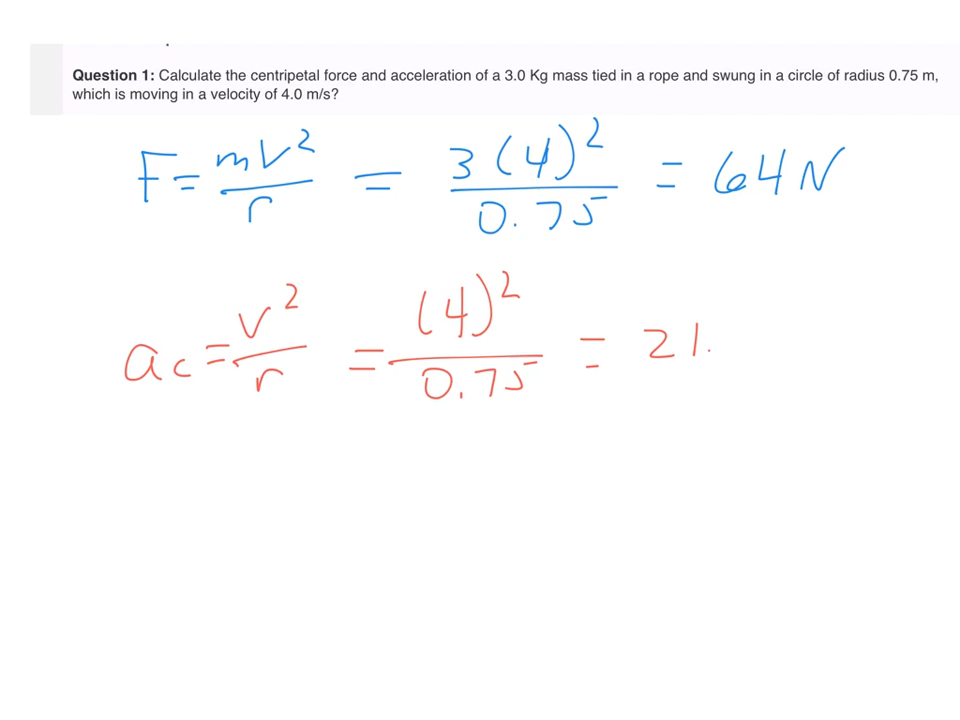 Question 1: Calculate the centripetal force and acceleration of a 3.0 Kg mass tied in a rope and swung in a circle of radius 0.75 m,
which is moving in a velocity of 4.0 m/s?
F = mv²/r = 3(4)²/0.75 = 64N
ac = v²/r = (4)²/0.75 = 21.